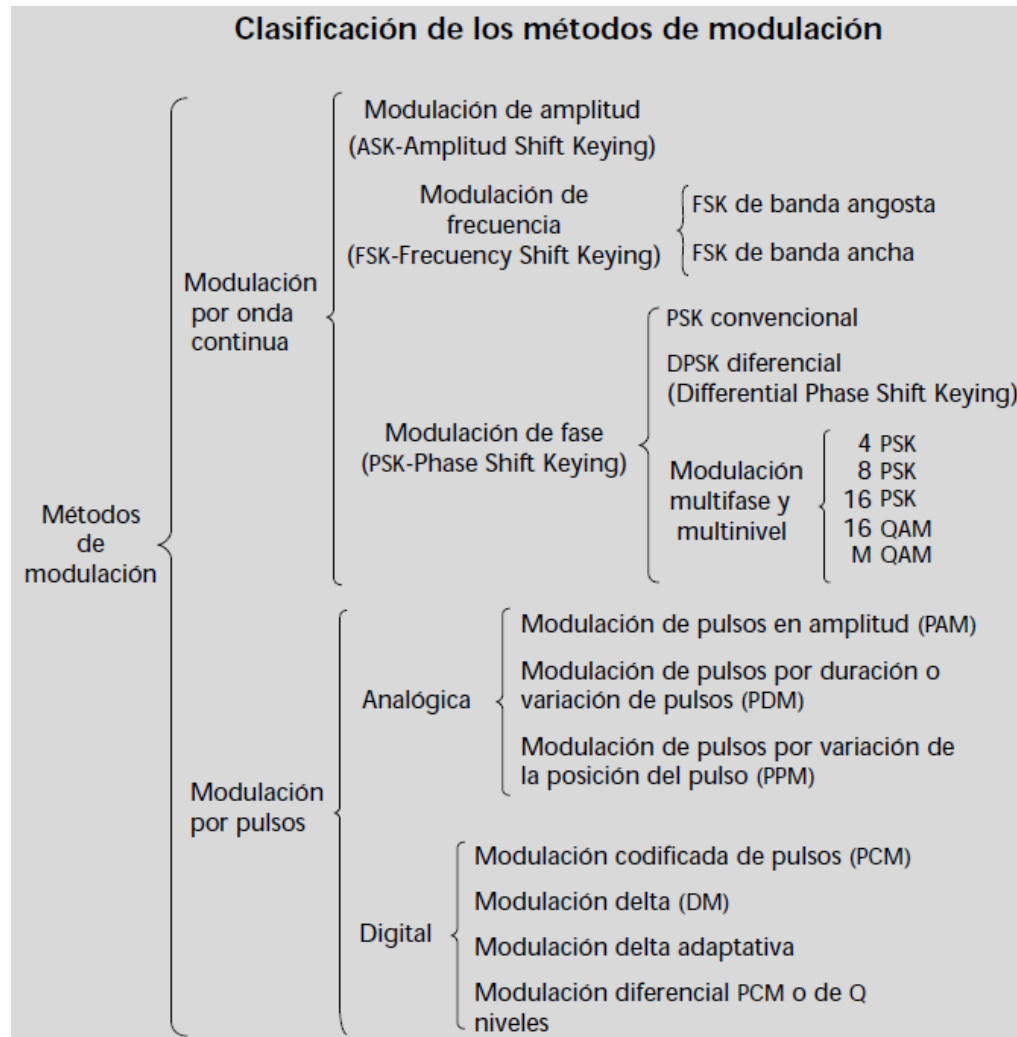 Clasificación de los métodos de modulación
Métodos
de
modulación
Modulación
por onda
continua
Modulación de amplitud
(ASK-Amplitud Shift Keying)
Modulación de
frecuencia
(FSK-Frecuency Shift Keying)
FSK de banda angosta
FSK de banda ancha
Modulación de fase
(PSK-Phase Shift Keying)
PSK convencional
DPSK diferencial
(Differential Phase Shift Keying)
Modulación
multifase y
multinivel
4 PSK
8 PSK
16 PSK
16 QAM
M QAM
Modulación
por pulsos
Analógica
Modulación de pulsos en amplitud (PAM)
Modulación de pulsos por duración o
variación de pulsos (PDM)
Modulación de pulsos por variación de
la posición del pulso (PPM)
Digital
Modulación codificada de pulsos (PCM)
Modulación delta (DM)
Modulación delta adaptativa
Modulación diferencial PCM o de Q
niveles